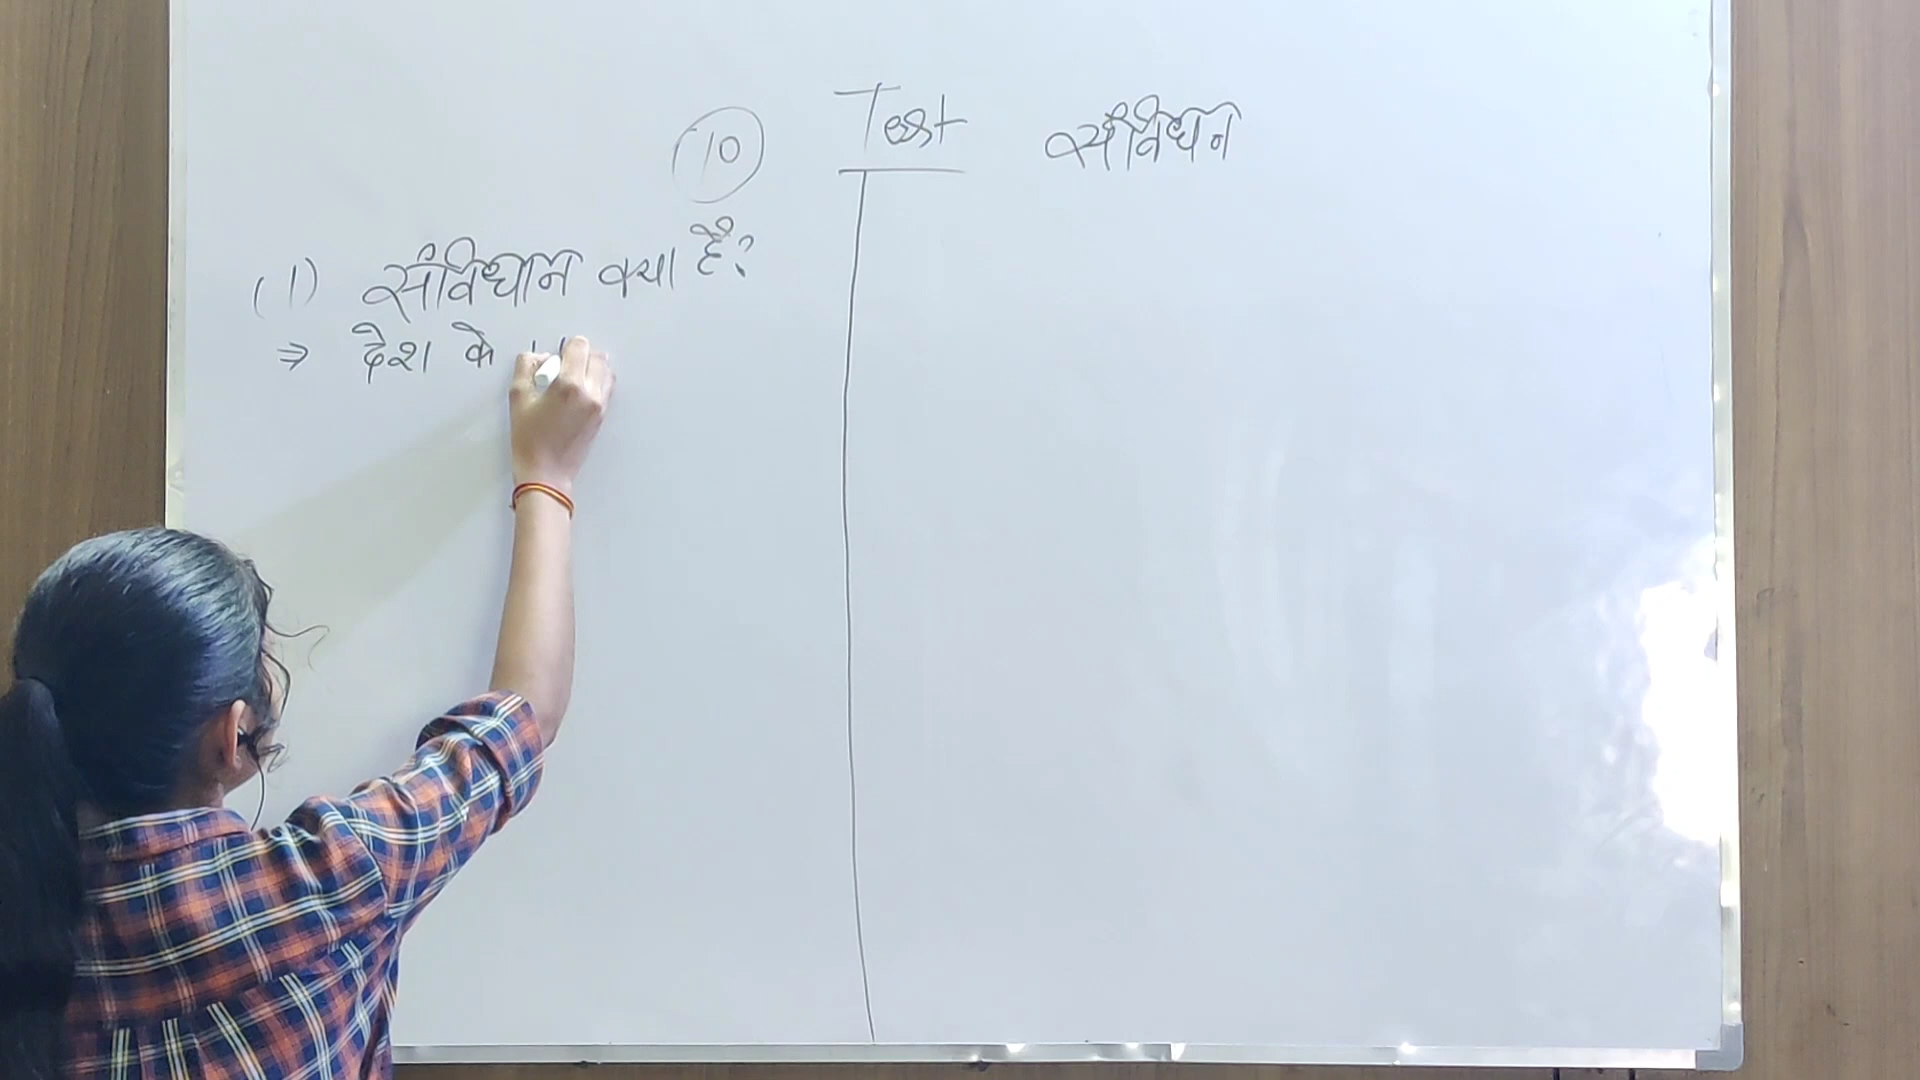 10 Test संविधान
(1) संविधान क्या है?
⇒ देश के